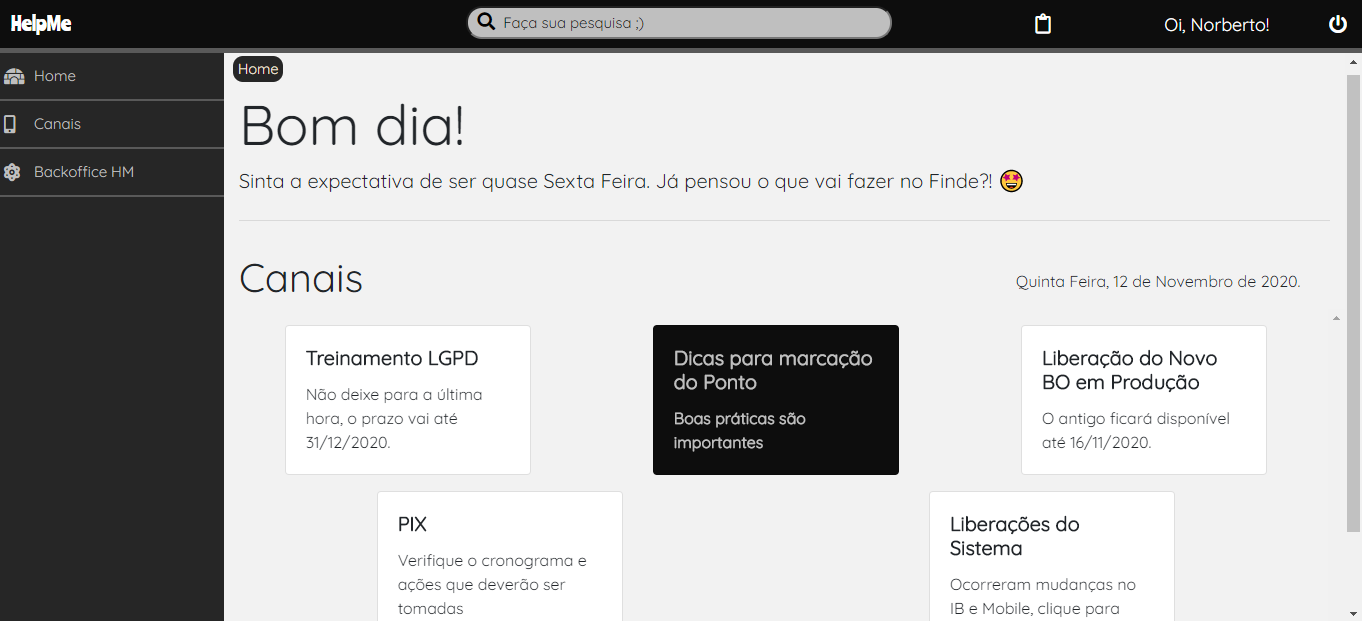 HelpMe
Faça sua pesquisa ;)
Oi, Norberto!
Home
Canais
Backoffice HM
Home
Bom dia!
Sinta a expectativa de ser quase Sexta Feira. Já pensou o que vai fazer no Finde?! 🤩
Canais
Quinta Feira, 12 de Novembro de 2020.
Treinamento LGPD
Não deixe para a última
hora, o prazo vai até
31/12/2020.
Dicas para marcação
do Ponto
Boas práticas são
importantes
Liberação do Novo
BO em Produção
O antigo ficará disponível
até 16/11/2020.
PIX
Verifique o cronograma e
ações que deverão ser
tomadas
Liberações do
Sistema
Ocorreram mudanças no
IB e Mobile, clique para